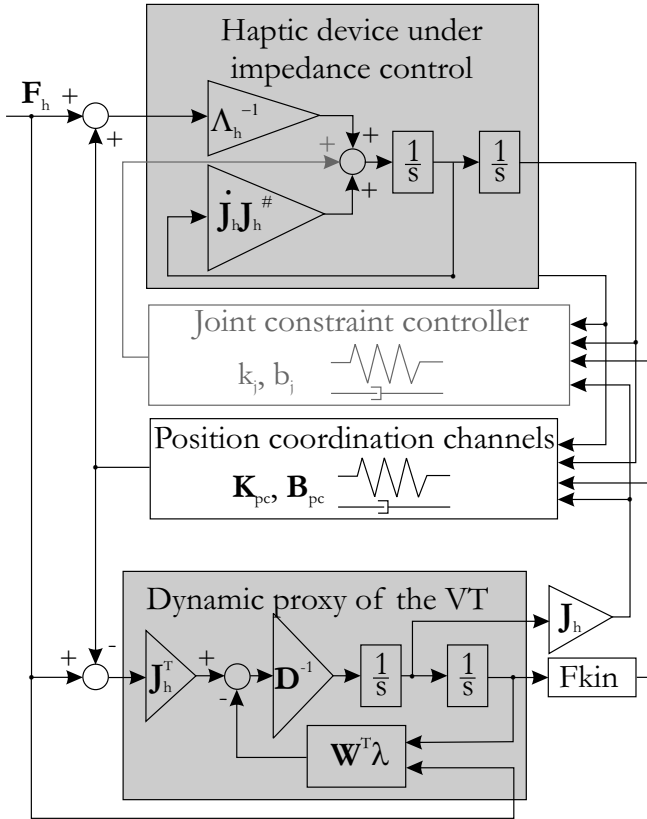 Haptic device under
impedance control
F_h
+
+
Λ_h^-1
+
+
+
1/s
1/s
J̇_h J_h^#
Joint constraint controller
k_j, b_j
Position coordination channels
K_pc, B_pc
Dynamic proxy of the VT
J_h
-
+
J_h^T
+
-
D^-1
1/s
1/s
Fkin
W^T λ